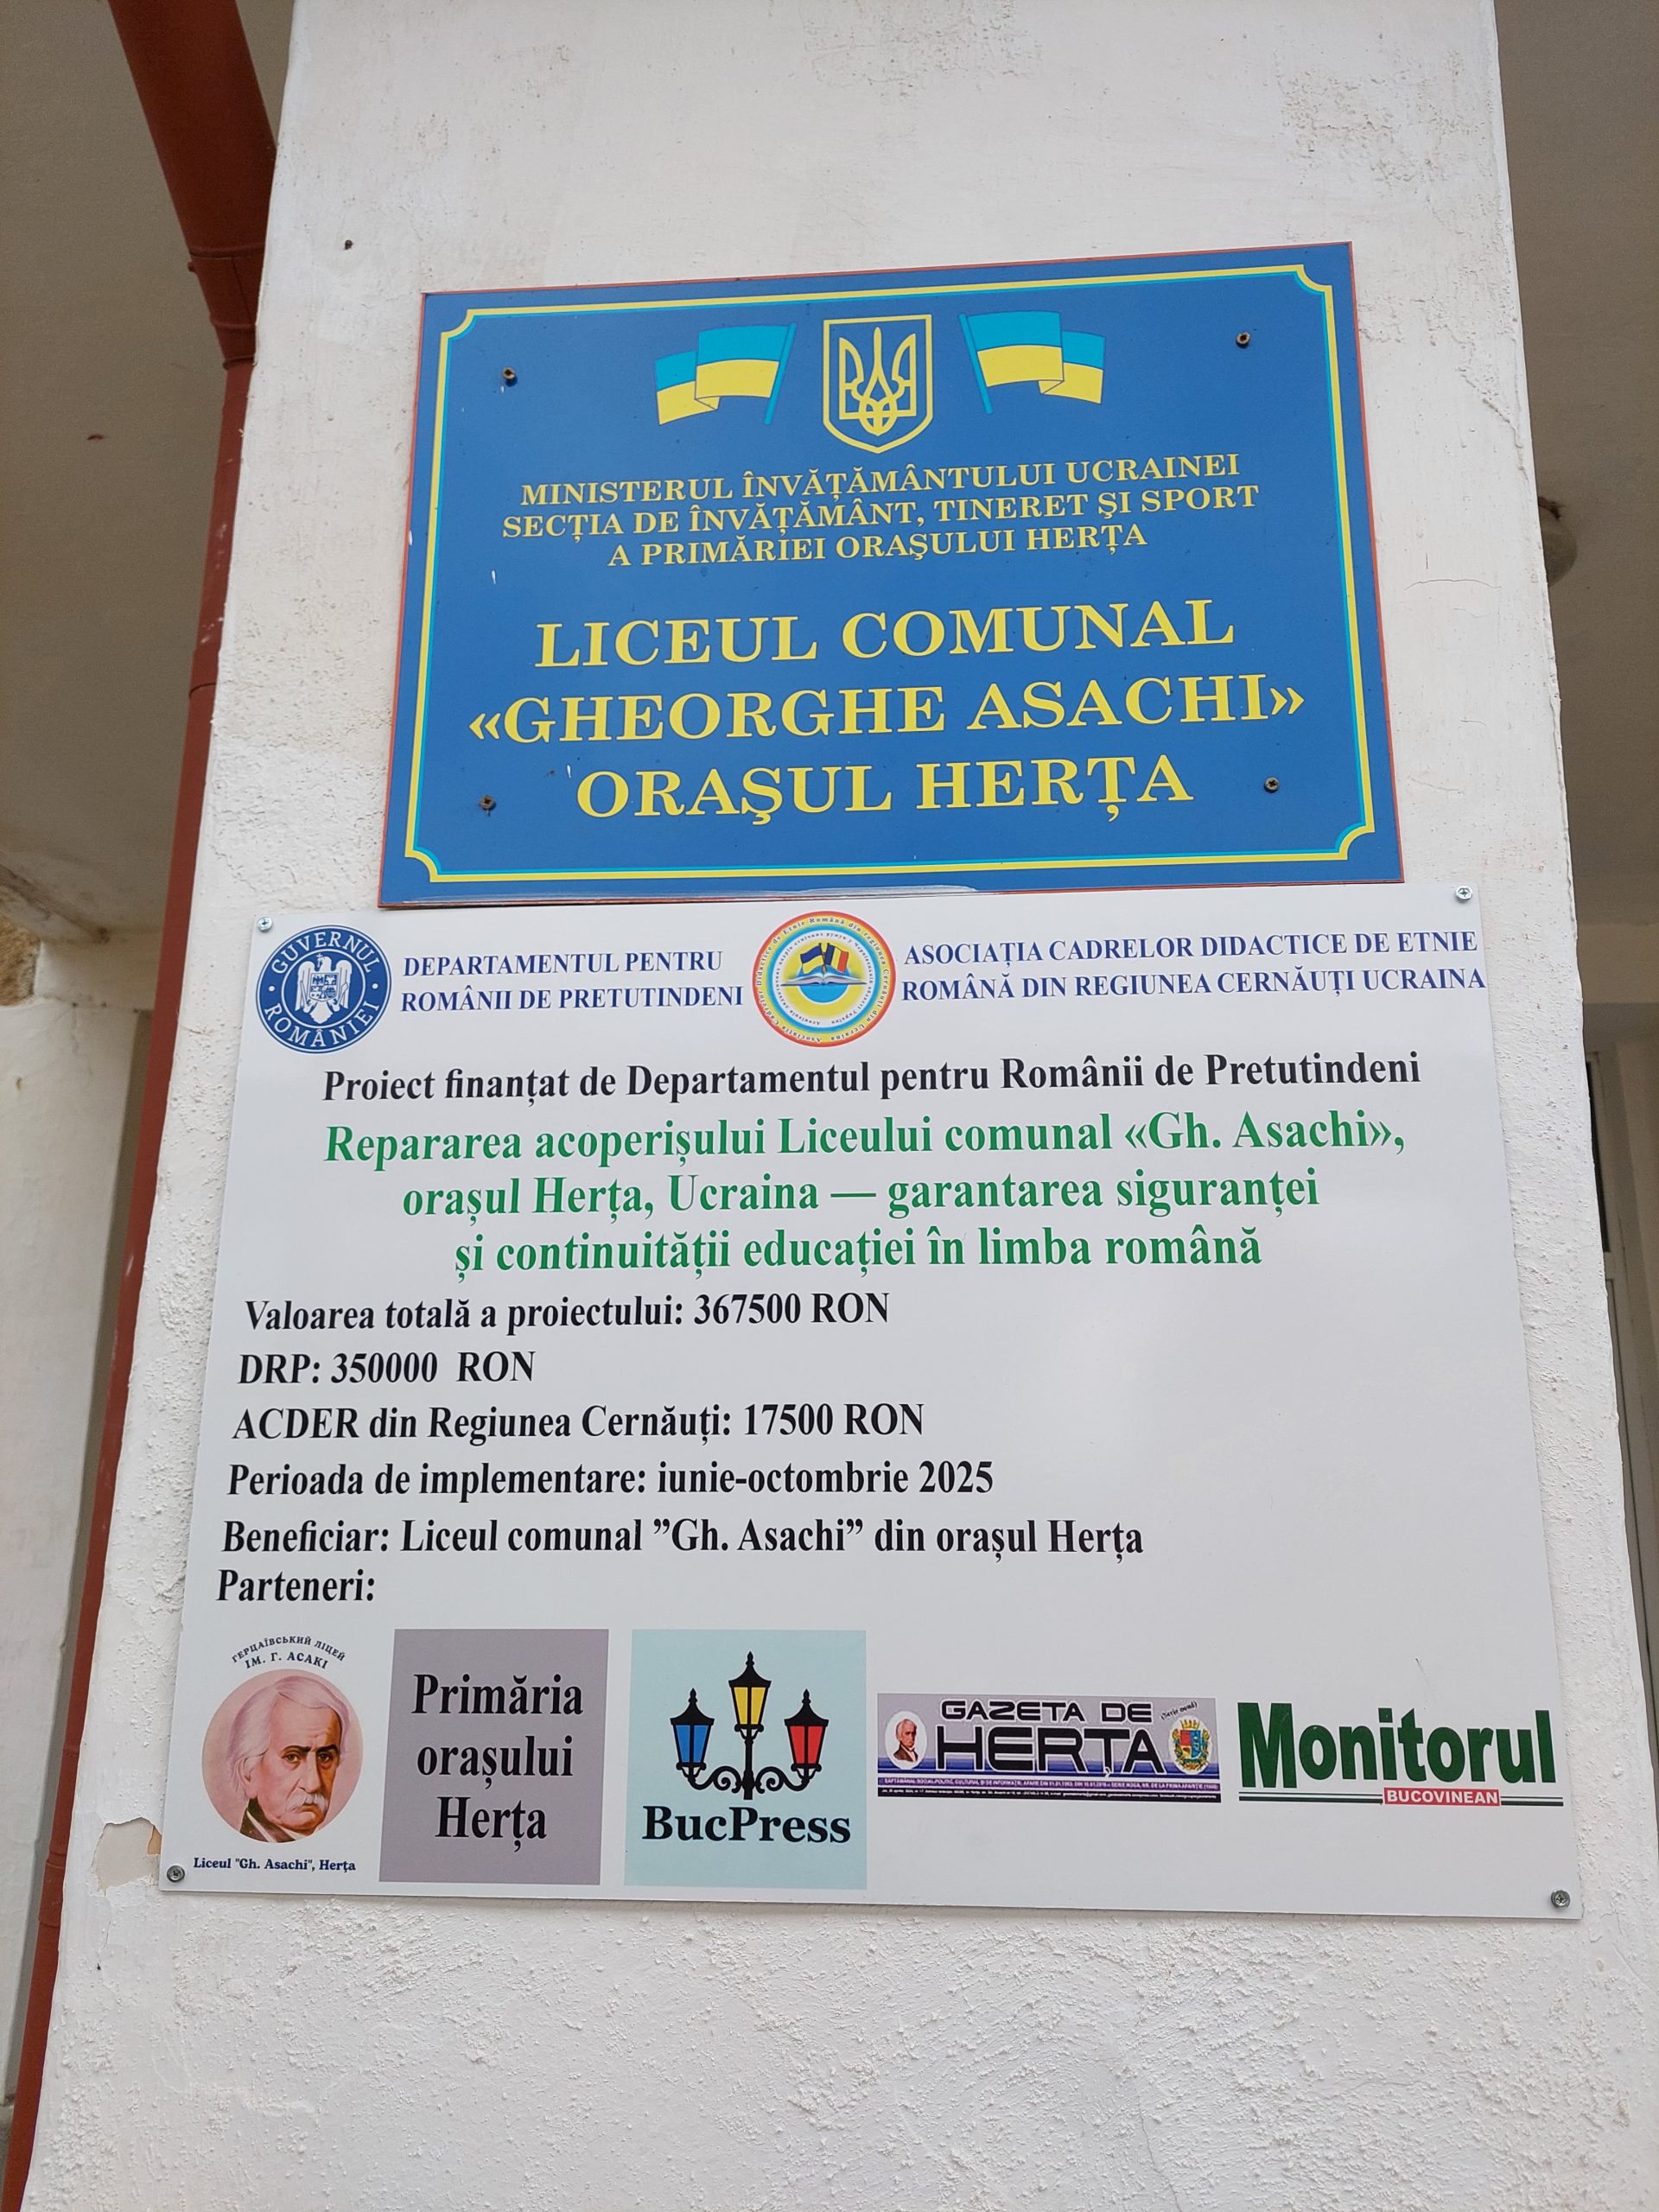 MINISTERUL ÎNVĂȚĂMÂNTULUI UCRAINEI
SECȚIA DE ÎNVĂȚĂMÂNT, TINERET ŞI SPORT
A PRIMĂRIEI ORAŞULUI HERȚA
LICEUL COMUNAL
«GHEORGHE ASACHI»
ORAŞUL HERȚA
GUVERNUL ROMÂNIEI
DEPARTAMENTUL PENTRU
ROMÂNII DE PRETUTINDENI
ASOCIAȚIA CADRELOR DIDACTICE DE ETNIE
ROMÂNĂ DIN REGIUNEA CERNĂUȚI UCRAINA
Proiect finanțat de Departamentul pentru Românii de Pretutindeni
Repararea acoperișului Liceului comunal «Gh. Asachi»,
orașul Herța, Ucraina — garantarea siguranței
și continuității educației în limba română
Valoarea totală a proiectului: 367500 RON
DRP: 350000 RON
ACDER din Regiunea Cernăuți: 17500 RON
Perioada de implementare: iunie-octombrie 2025
Beneficiar: Liceul comunal ”Gh. Asachi” din orașul Herța
Parteneri:
ГЕРЦАЇВСЬКИЙ ЛІЦЕЙ
ІМ. Г. АСАКІ
Liceul "Gh. Asachi", Herța
Primăria
orașului
Herța
BucPress
GAZETA DE
HERȚA
Monitorul
BUCOVINEAN